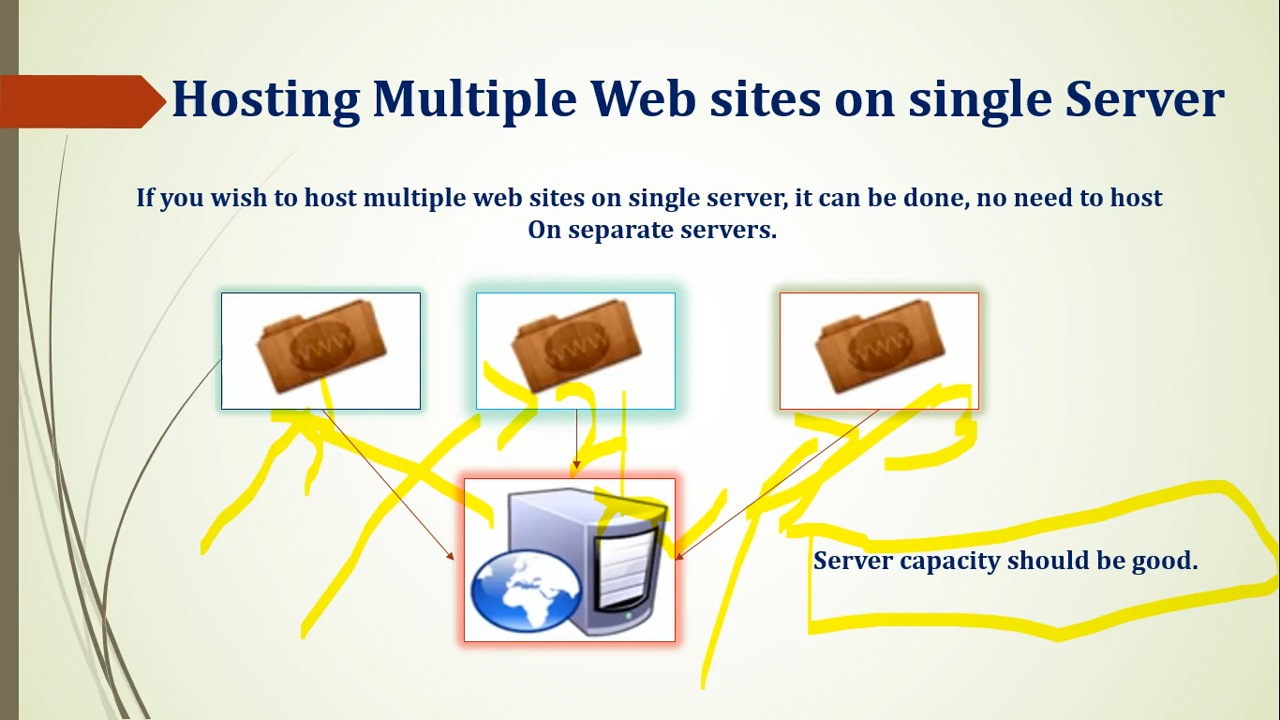 Hosting Multiple Web sites on single Server
If you wish to host multiple web sites on single server, it can be done, no need to host
On separate servers.
Server capacity should be good.